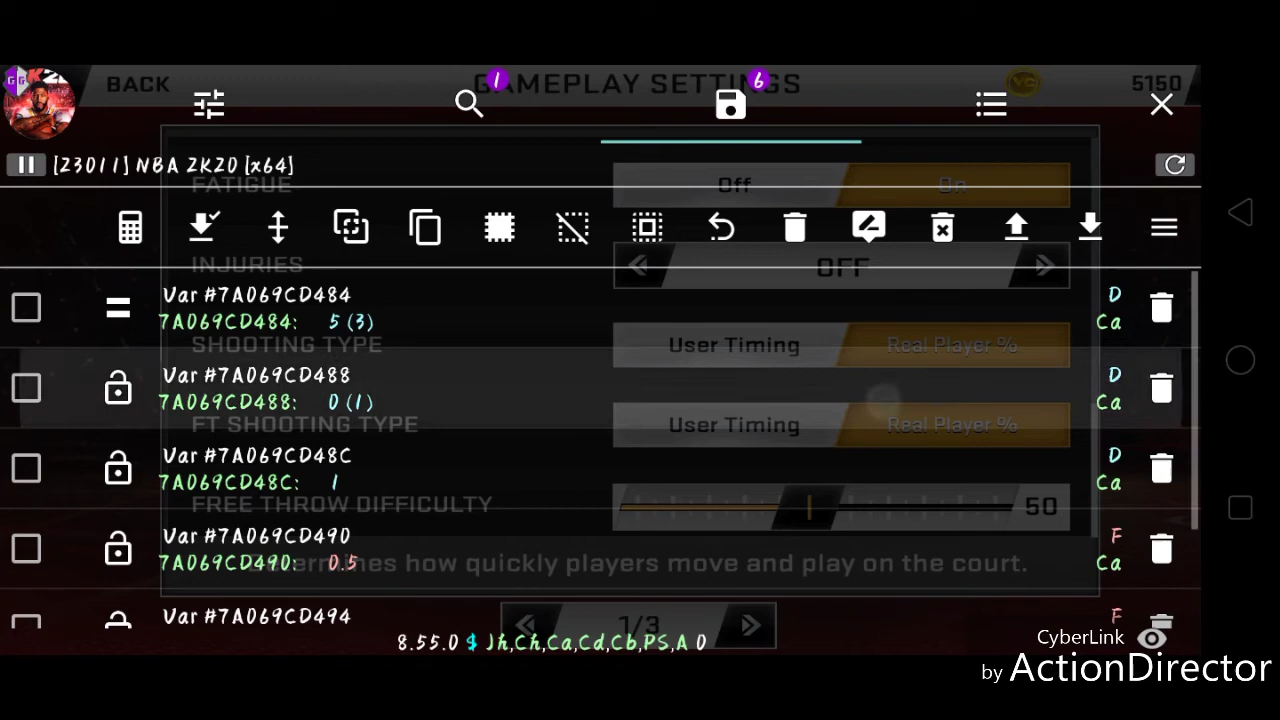 BACK
GAMEPLAY SETTINGS
VC
5150
1
6
[23011] NBA 2K20 [x64]
FATIGUE
Off
On
INJURIES
OFF
Var #7A069CD484
D
7A069CD484: 5 (3)
Ca
SHOOTING TYPE
User Timing
Real Player %
Var #7A069CD488
D
7A069CD488: 0 (1)
Ca
FT SHOOTING TYPE
User Timing
Real Player %
Var #7A069CD48C
D
7A069CD48C: 1
Ca
FREE THROW DIFFICULTY
50
Var #7A069CD490
F
7A069CD490: 0.5
Ca
Determines how quickly players move and play on the court.
Var #7A069CD494
F
1/3
8.55.0 $ Jh,Ch,Ca,Cd,Cb,PS,A 0
CyberLink
by ActionDirector